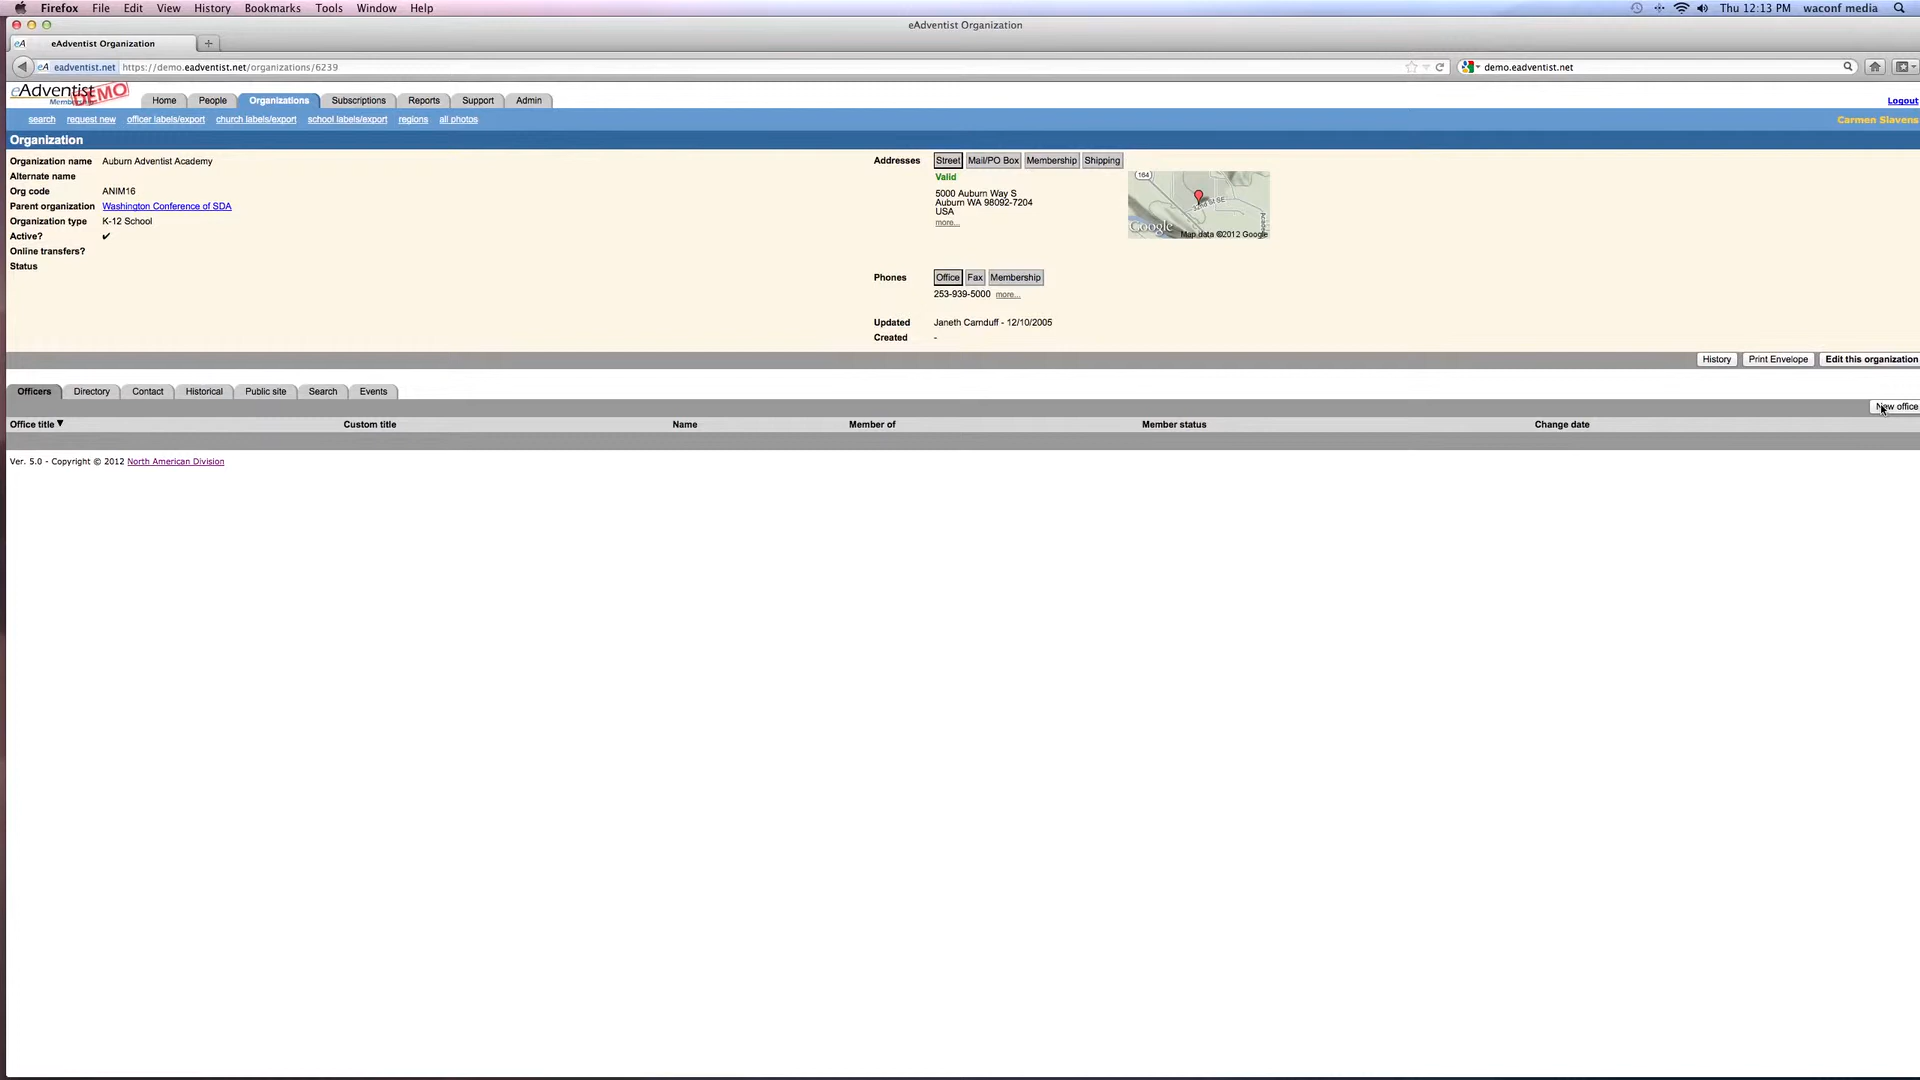 Firefox File Edit View History Bookmarks Tools Window Help Thu 12:13 PM waconf media
eAdventist Organization
eA eAdventist Organization +
eA eadventist.net https://demo.eadventist.net/organizations/6239 demo.eadventist.net
eAdventist DEMO
Home People Organizations Subscriptions Reports Support Admin Logout
search request new officer labels/export church labels/export school labels/export regions all photos Carmen Slavens
Organization
Organization name Auburn Adventist Academy
Alternate name
Org code ANIM16
Parent organization Washington Conference of SDA
Organization type K-12 School
Active? ✔
Online transfers?
Status
Addresses Street Mail/PO Box Membership Shipping
Valid
5000 Auburn Way S
Auburn WA 98092-7204
USA
more...
164
32nd St SE
Google Map data ©2012 Google
Phones Office Fax Membership
253-939-5000 more...
Updated Janeth Carnduff - 12/10/2005
Created -
History Print Envelope Edit this organization
Officers Directory Contact Historical Public site Search Events
New office
Office title ▼ Custom title Name Member of Member status Change date
Ver. 5.0 - Copyright © 2012 North American Division